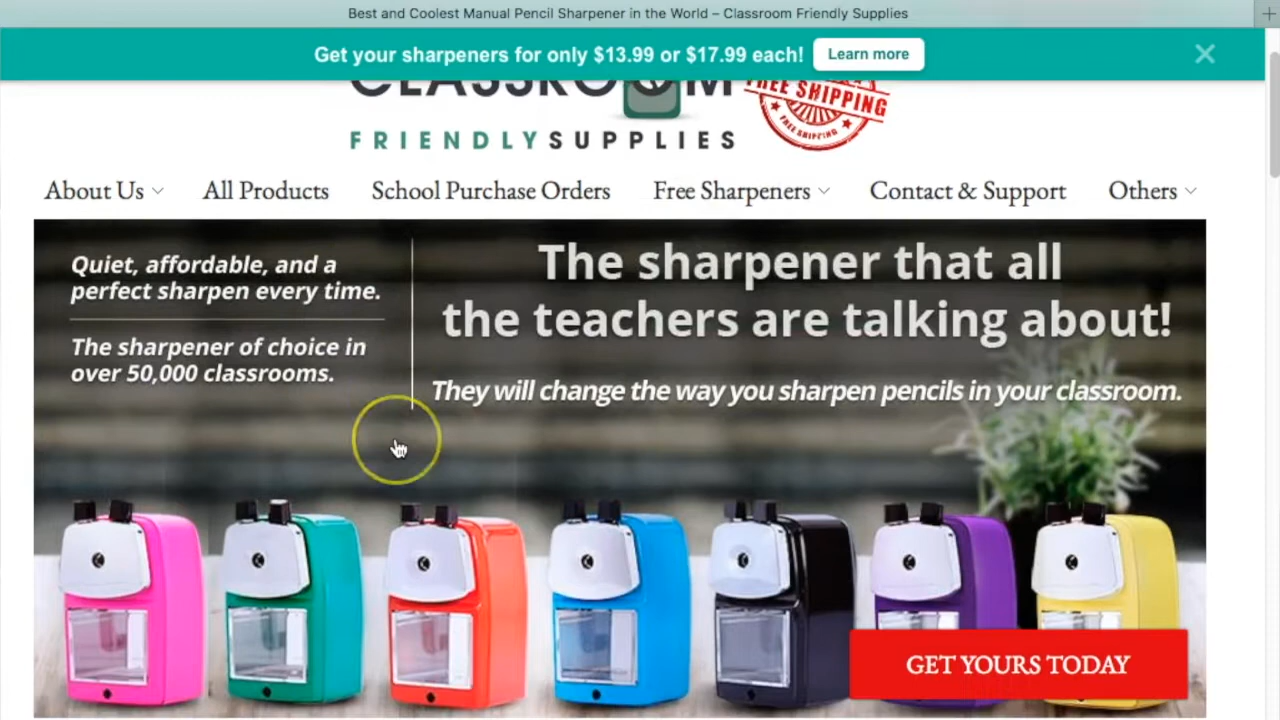 Best and Coolest Manual Pencil Sharpener in the World – Classroom Friendly Supplies
Get your sharpeners for only $13.99 or $17.99 each!
Learn more
CLASSROOM
FREE SHIPPING
FREE SHIPPING
FRIENDLYSUPPLIES
About Us
All Products
School Purchase Orders
Free Sharpeners
Contact & Support
Others
Quiet, affordable, and a
perfect sharpen every time.
The sharpener of choice in
over 50,000 classrooms.
The sharpener that all
the teachers are talking about!
They will change the way you sharpen pencils in your classroom.
GET YOURS TODAY